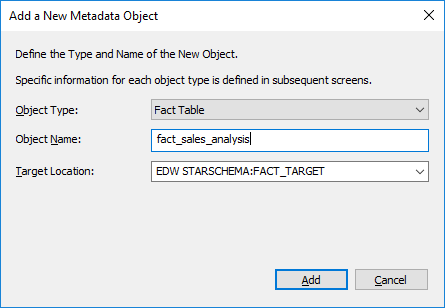 Add a New Metadata Object
Define the Type and Name of the New Object.
Specific information for each object type is defined in subsequent screens.
Object Type: Fact Table
Object Name: fact_sales_analysis
Target Location: EDW STARSCHEMA:FACT_TARGET
Add Cancel